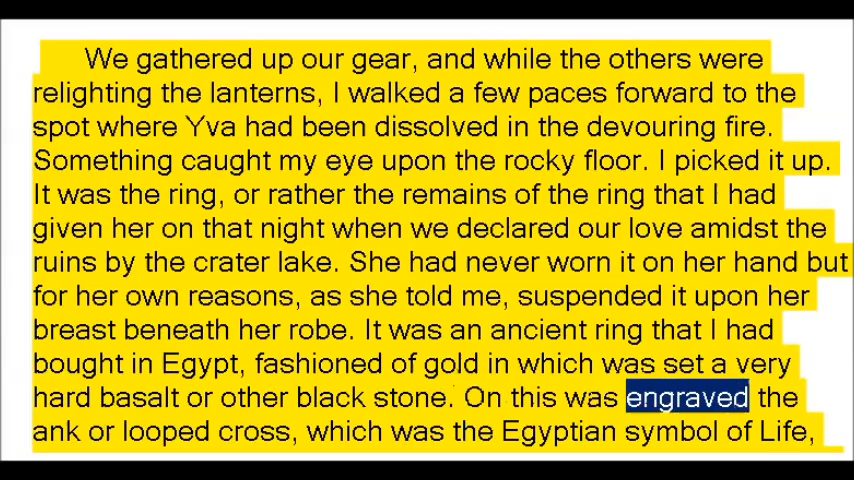 We gathered up our gear, and while the others were
relighting the lanterns, I walked a few paces forward to the
spot where Yva had been dissolved in the devouring fire.
Something caught my eye upon the rocky floor. I picked it up.
It was the ring, or rather the remains of the ring that I had
given her on that night when we declared our love amidst the
ruins by the crater lake. She had never worn it on her hand but
for her own reasons, as she told me, suspended it upon her
breast beneath her robe. It was an ancient ring that I had
bought in Egypt, fashioned of gold in which was set a very
hard basalt or other black stone. On this was engraved the
ank or looped cross, which was the Egyptian symbol of Life,